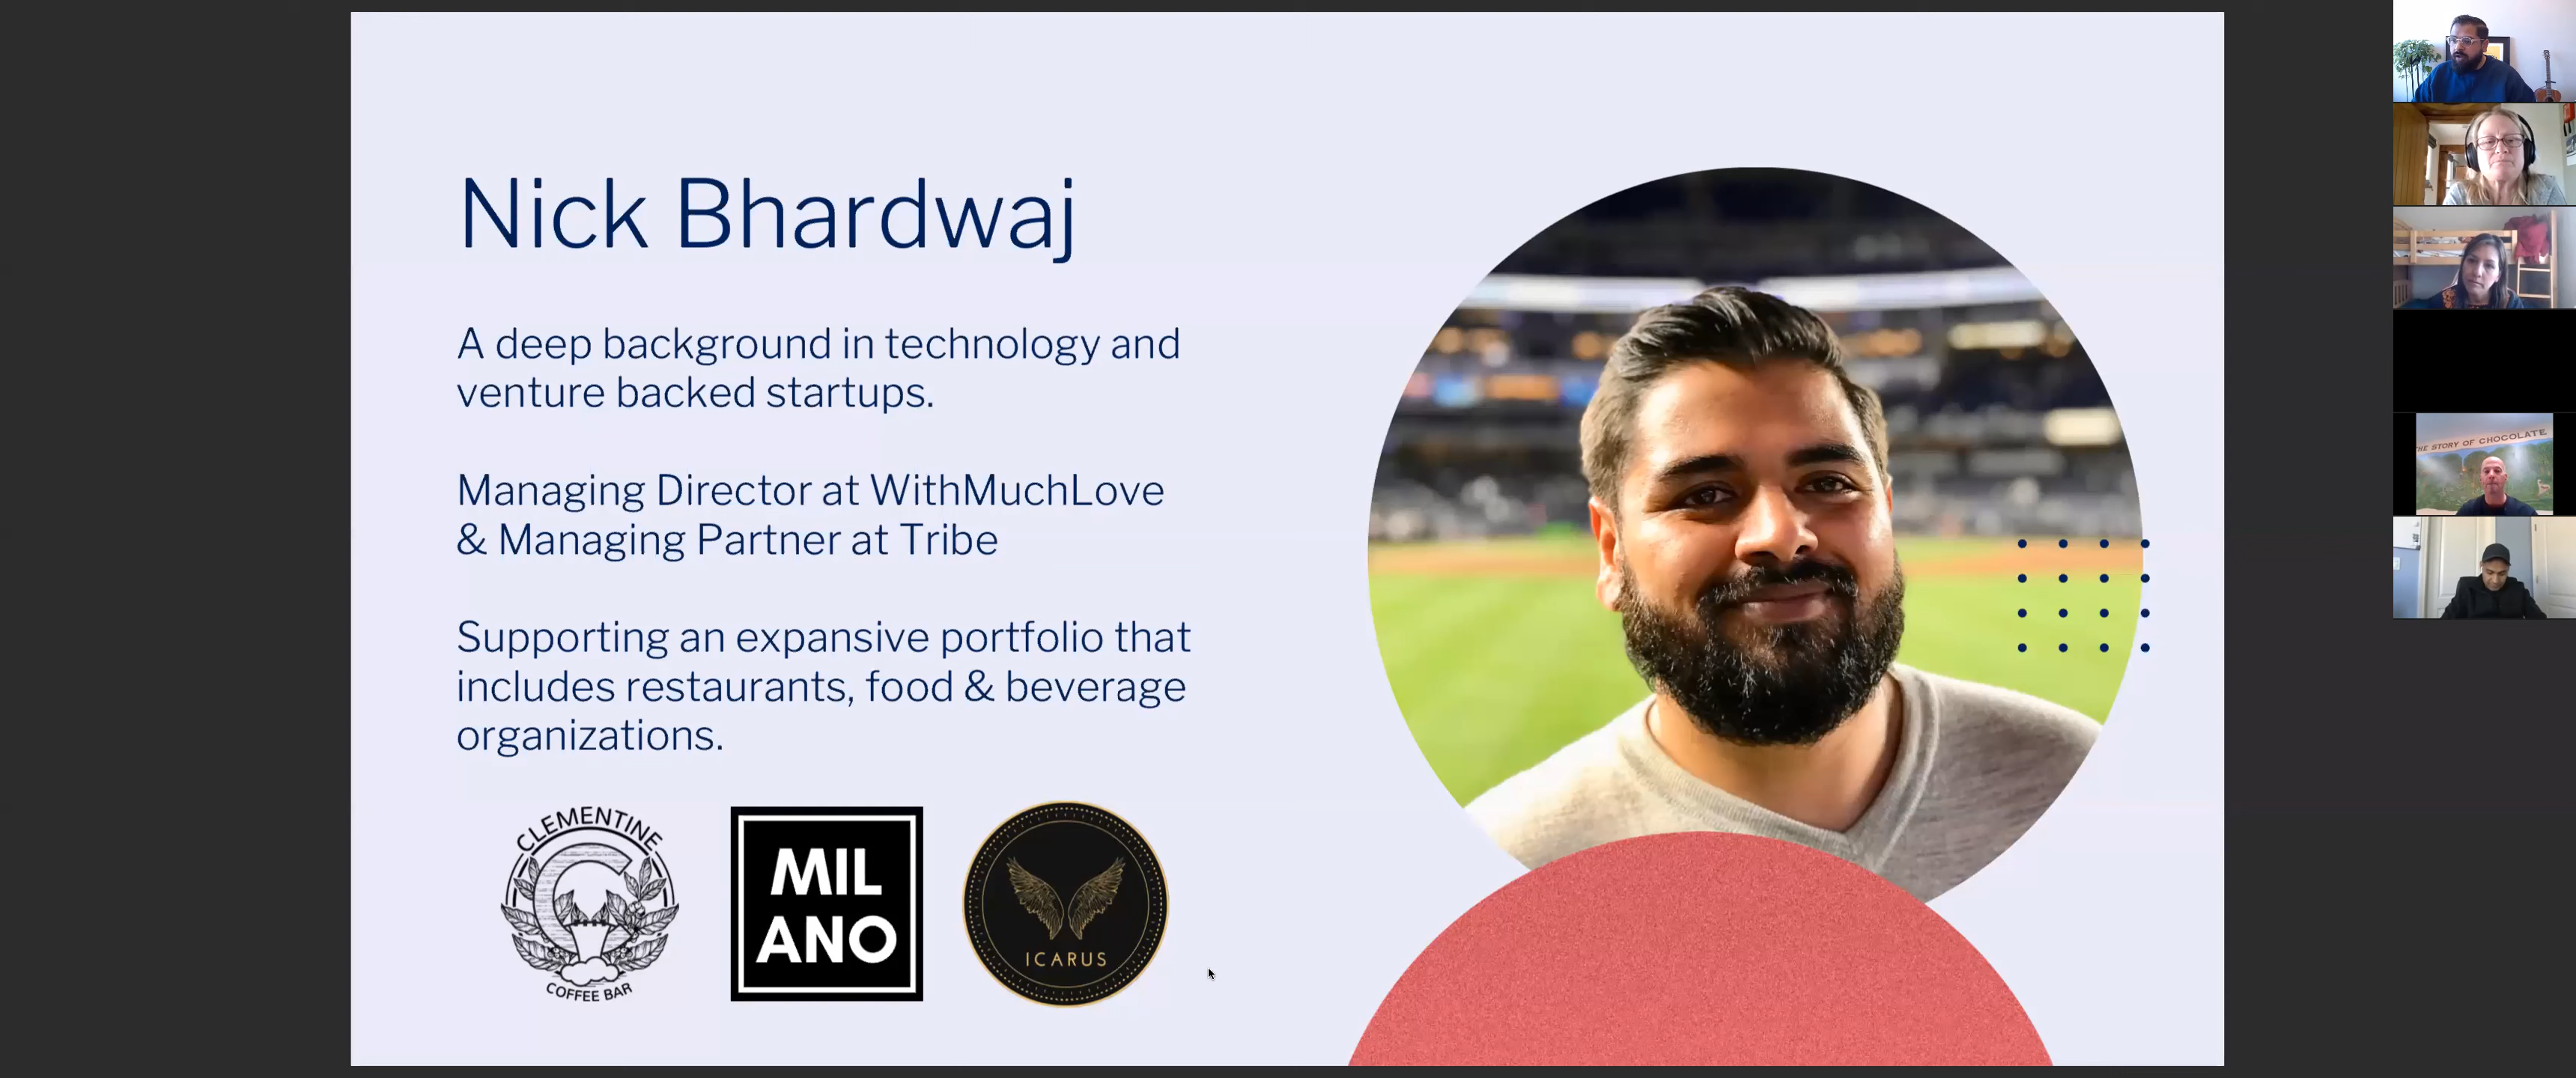 Nick Bhardwaj
A deep background in technology and
venture backed startups.
Managing Director at WithMuchLove
& Managing Partner at Tribe
Supporting an expansive portfolio that
includes restaurants, food & beverage
organizations.
CLEMENTINE
C
COFFEE BAR
MIL
ANO
ICARUS
THE STORY OF CHOCOLATE